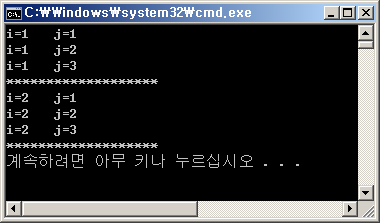 C:₩Windows₩system32₩cmd.exe
i=1 j=1
i=1 j=2
i=1 j=3
*******************
i=2 j=1
i=2 j=2
i=2 j=3
*******************
계속하려면 아무 키나 누르십시오 . . .